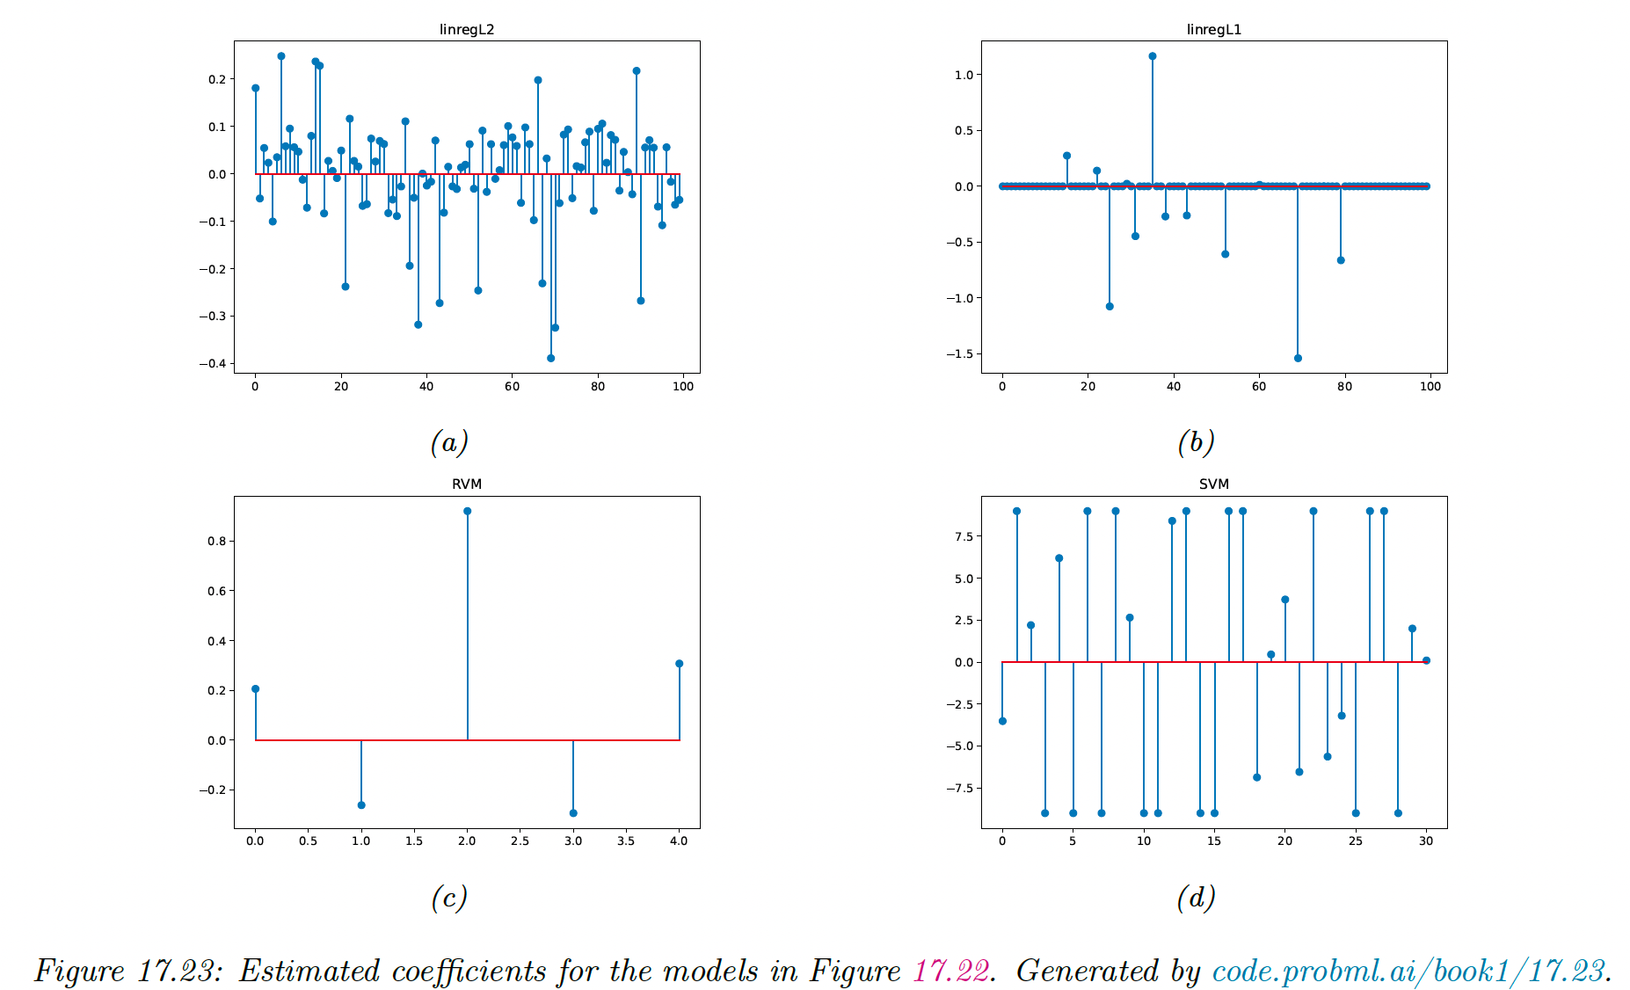 linregL2
0.2
0.1
0.0
−0.1
−0.2
−0.3
−0.4
0 20 40 60 80 100
(a)
linregL1
1.0
0.5
0.0
−0.5
−1.0
−1.5
0 20 40 60 80 100
(b)
RVM
0.8
0.6
0.4
0.2
0.0
−0.2
0.0 0.5 1.0 1.5 2.0 2.5 3.0 3.5 4.0
(c)
SVM
7.5
5.0
2.5
0.0
−2.5
−5.0
−7.5
0 5 10 15 20 25 30
(d)
Figure 17.23: Estimated coefficients for the models in Figure 17.22. Generated by code.probml.ai/book1/17.23.